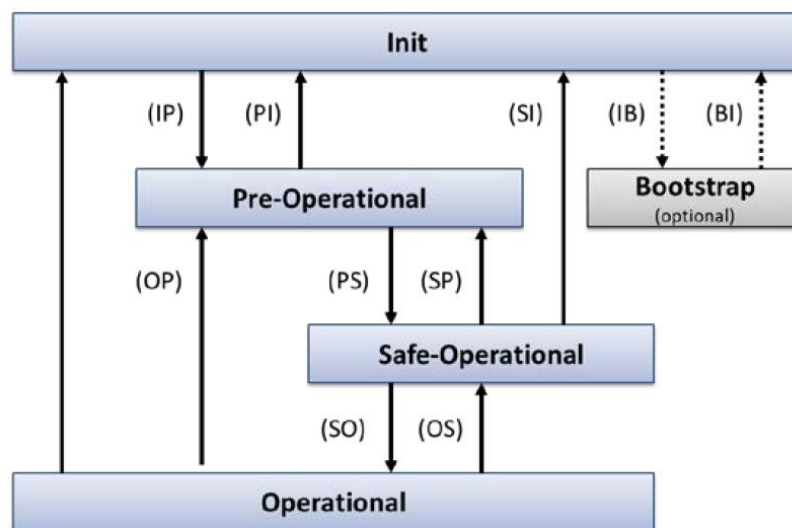 Init
(IP)
(PI)
(SI)
(IB)
(BI)
Pre-Operational
Bootstrap
(optional)
(OP)
(PS)
(SP)
Safe-Operational
(SO)
(OS)
Operational